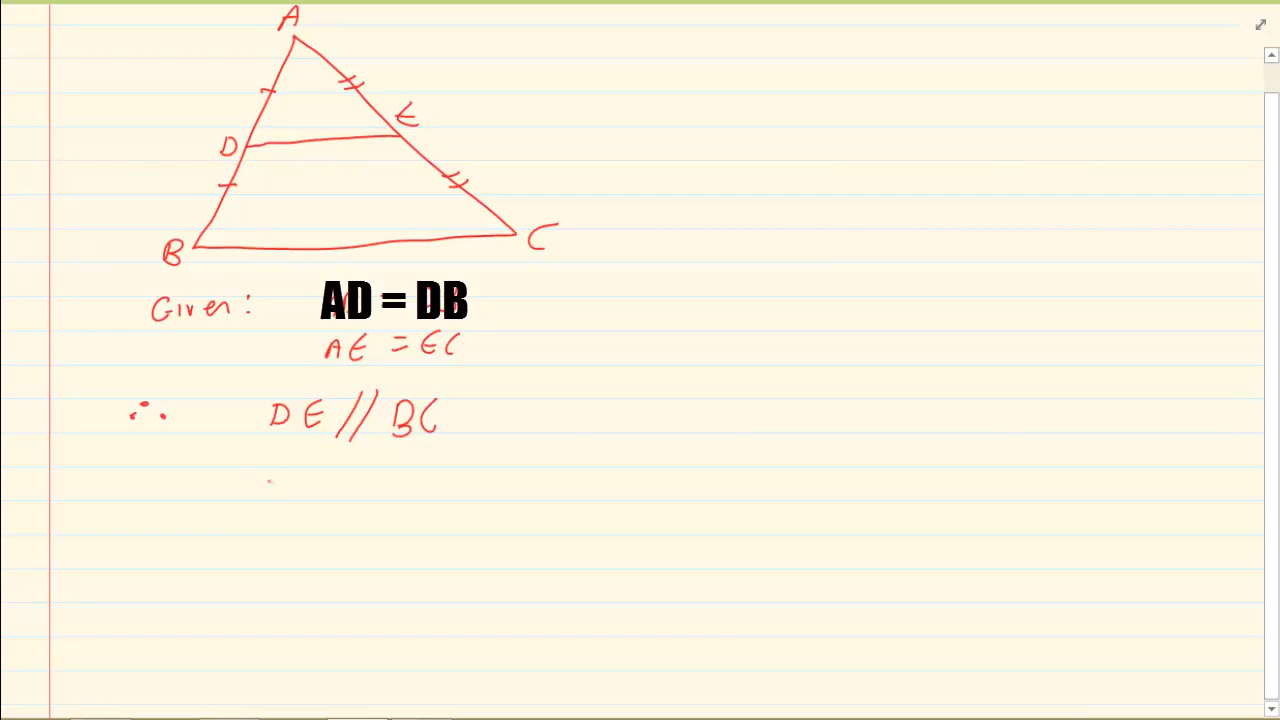 A
E
D
B
C
Given: AD = DB
AE = EC
∴ DE // BC